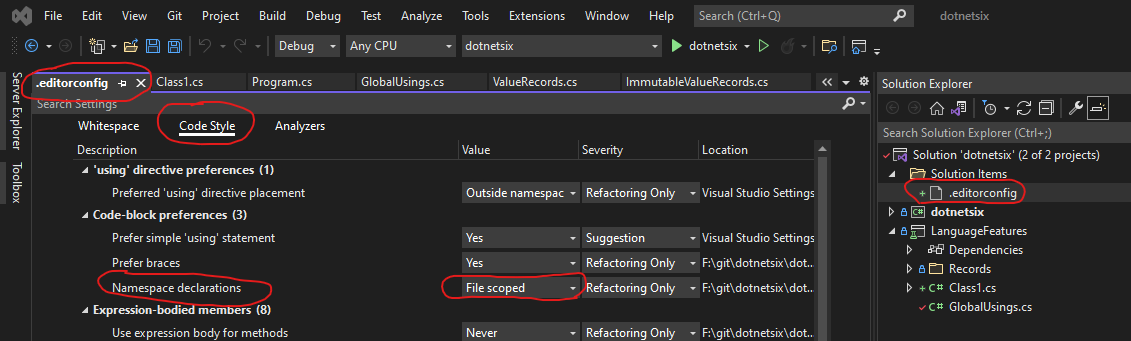 File Edit View Git Project Build Debug Test Analyze Tools Extensions Window Help Search (Ctrl+Q) dotnetsix
Debug Any CPU dotnetsix dotnetsix
Server Explorer
Toolbox
.editorconfig Class1.cs Program.cs GlobalUsings.cs ValueRecords.cs ImmutableValueRecords.cs
Search Settings
Whitespace Code Style Analyzers
Description Value Severity Location
'using' directive preferences (1)
Preferred 'using' directive placement Outside namespac Refactoring Only Visual Studio Settings
Code-block preferences (3)
Prefer simple 'using' statement Yes Suggestion Visual Studio Settings
Prefer braces Yes Refactoring Only F:\git\dotnetsix\dot
Namespace declarations File scoped Refactoring Only F:\git\dotnetsix\dot
Expression-bodied members (8)
Use expression body for methods Never Refactoring Only F:\git\dotnetsix\dot
Solution Explorer
Search Solution Explorer (Ctrl+;)
Solution 'dotnetsix' (2 of 2 projects)
Solution Items
.editorconfig
C# dotnetsix
LanguageFeatures
Dependencies
Records
C# Class1.cs
C# GlobalUsings.cs